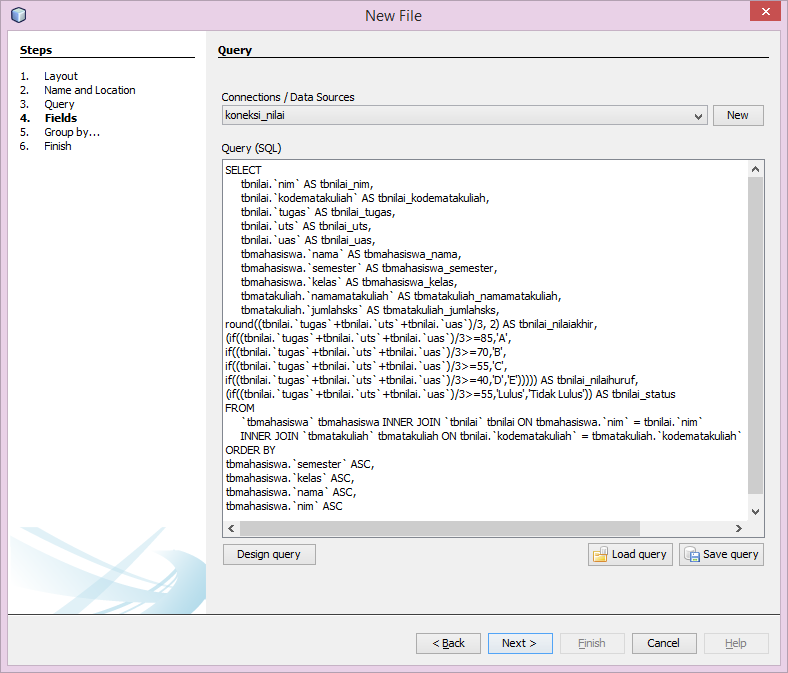 New File
Steps
1. Layout
2. Name and Location
3. Query
4. Fields
5. Group by...
6. Finish
Query
Connections / Data Sources
koneksi_nilai
New
Query (SQL)
SELECT
tbnilai.`nim` AS tbnilai_nim,
tbnilai.`kodematakuliah` AS tbnilai_kodematakuliah,
tbnilai.`tugas` AS tbnilai_tugas,
tbnilai.`uts` AS tbnilai_uts,
tbnilai.`uas` AS tbnilai_uas,
tbmahasiswa.`nama` AS tbmahasiswa_nama,
tbmahasiswa.`semester` AS tbmahasiswa_semester,
tbmahasiswa.`kelas` AS tbmahasiswa_kelas,
tbmatakuliah.`namamatakuliah` AS tbmatakuliah_namamatakuliah,
tbmatakuliah.`jumlahsks` AS tbmatakuliah_jumlahsks,
round((tbnilai.`tugas`+tbnilai.`uts`+tbnilai.`uas`)/3, 2) AS tbnilai_nilaiakhir,
(if((tbnilai.`tugas`+tbnilai.`uts`+tbnilai.`uas`)/3>=85,'A',
if((tbnilai.`tugas`+tbnilai.`uts`+tbnilai.`uas`)/3>=70,'B',
if((tbnilai.`tugas`+tbnilai.`uts`+tbnilai.`uas`)/3>=55,'C',
if((tbnilai.`tugas`+tbnilai.`uts`+tbnilai.`uas`)/3>=40,'D','E'))))) AS tbnilai_nilaihuruf,
(if((tbnilai.`tugas`+tbnilai.`uts`+tbnilai.`uas`)/3>=55,'Lulus','Tidak Lulus')) AS tbnilai_status
FROM
`tbmahasiswa` tbmahasiswa INNER JOIN `tbnilai` tbnilai ON tbmahasiswa.`nim` = tbnilai.`nim`
INNER JOIN `tbmatakuliah` tbmatakuliah ON tbnilai.`kodematakuliah` = tbmatakuliah.`kodematakuliah`
ORDER BY
tbmahasiswa.`semester` ASC,
tbmahasiswa.`kelas` ASC,
tbmahasiswa.`nama` ASC,
tbmahasiswa.`nim` ASC
Design query
Load query
Save query
< Back
Next >
Finish
Cancel
Help